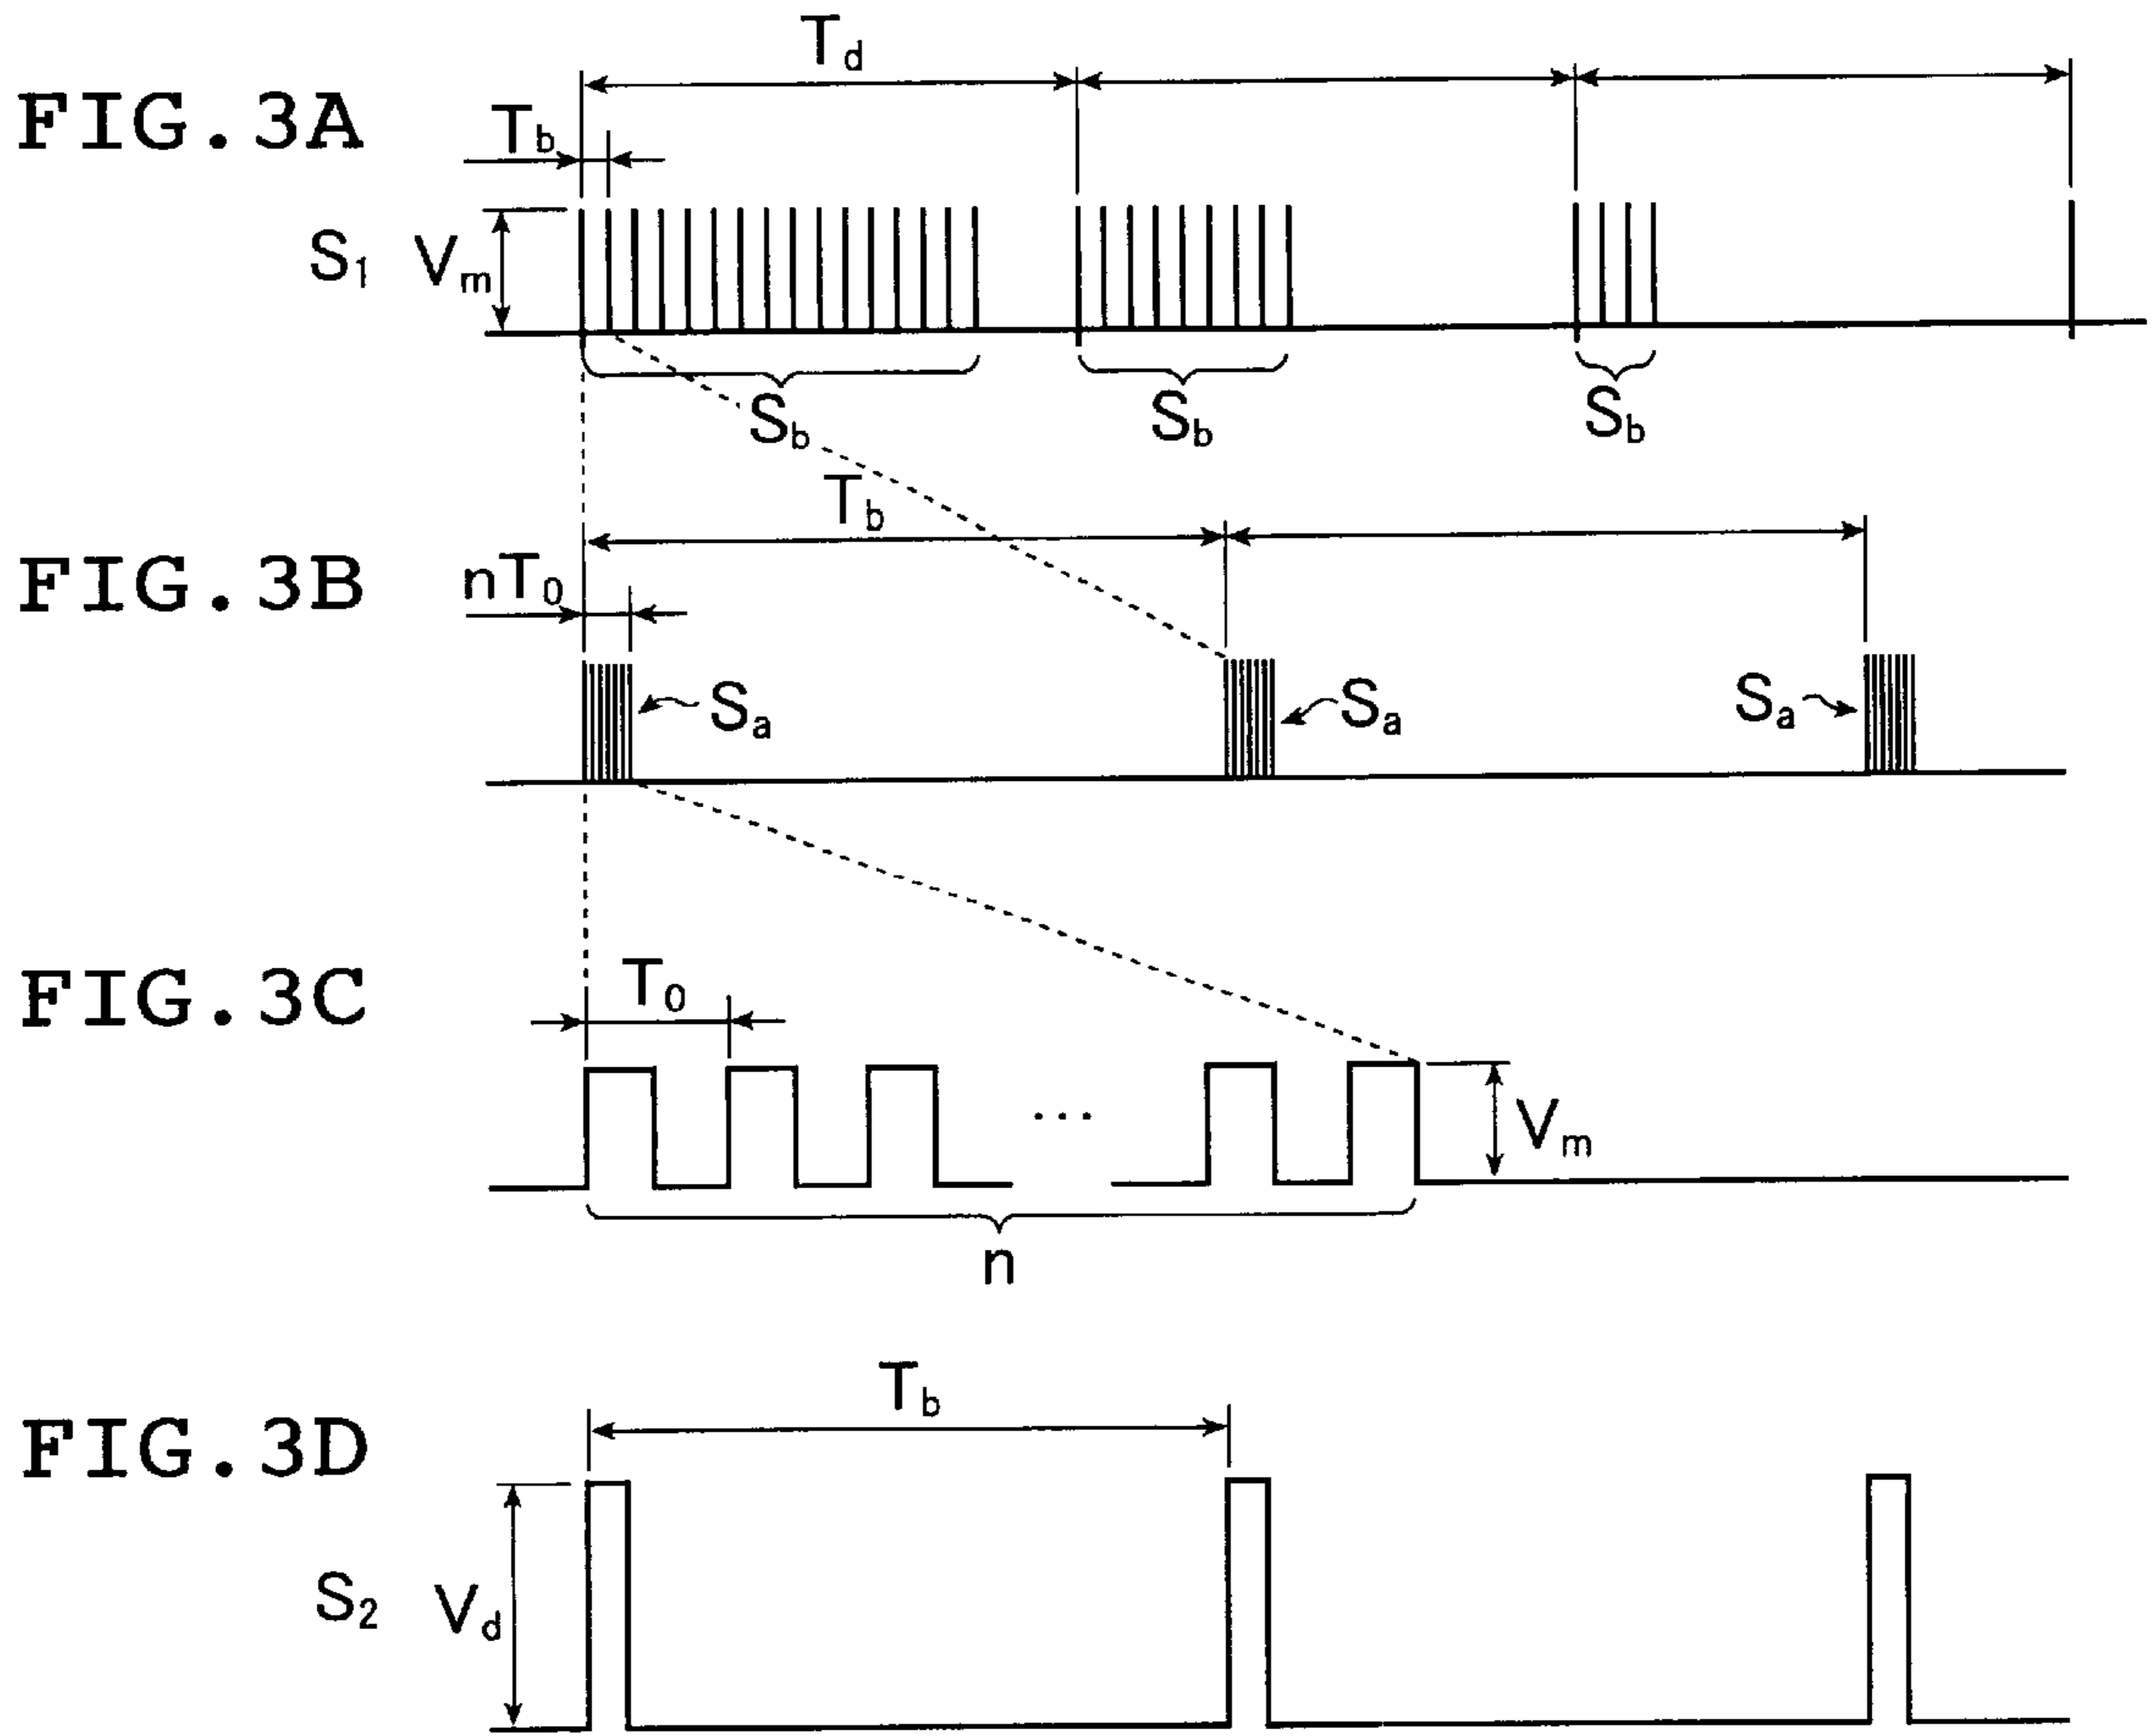 FIG.3A
Td
Tb
S1 Vm
Sb
Sb
Sb
FIG.3B
Tb
nT0
Sa
Sa
Sa
FIG.3C
T0
...
Vm
n
FIG.3D
Tb
S2 Vd